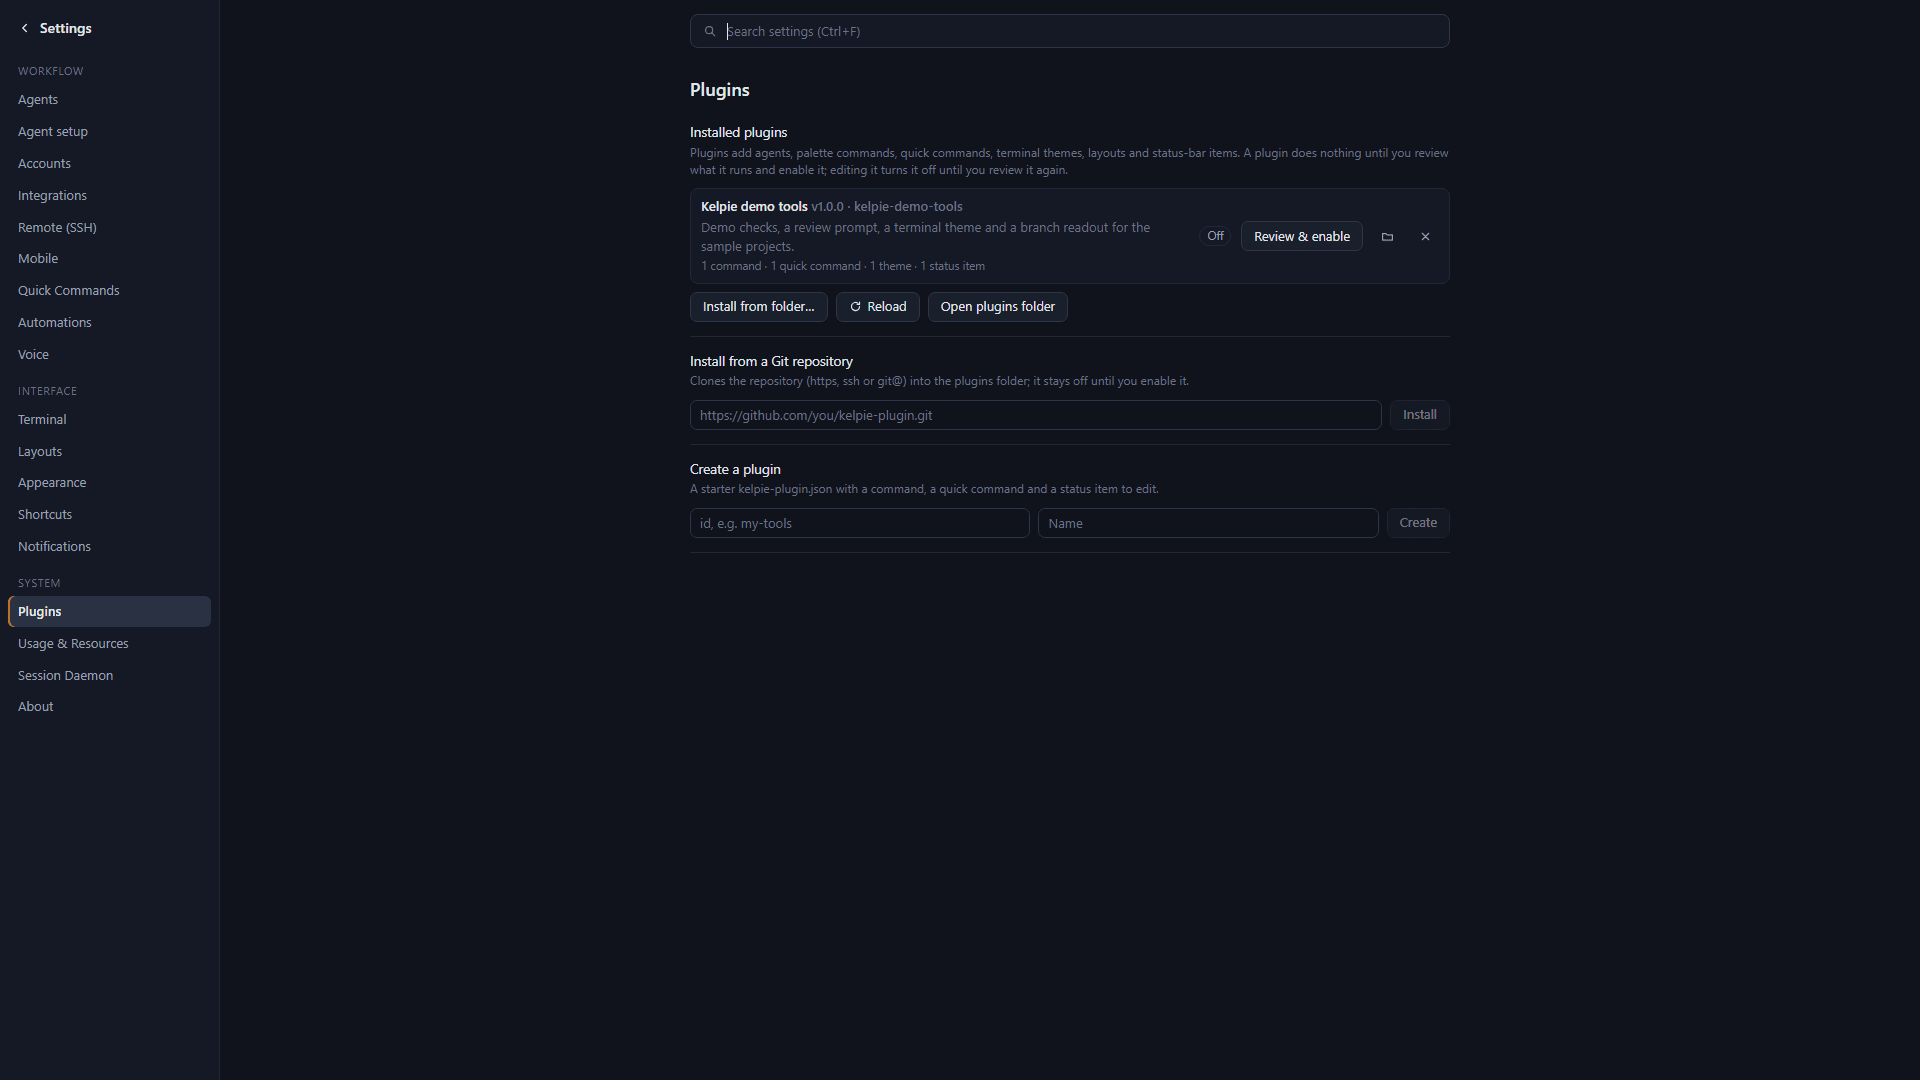 Settings
WORKFLOW
Agents
Agent setup
Accounts
Integrations
Remote (SSH)
Mobile
Quick Commands
Automations
Voice
INTERFACE
Terminal
Layouts
Appearance
Shortcuts
Notifications
SYSTEM
Plugins
Usage & Resources
Session Daemon
About
Search settings (Ctrl+F)
Plugins
Installed plugins
Plugins add agents, palette commands, quick commands, terminal themes, layouts and status-bar items. A plugin does nothing until you review
what it runs and enable it; editing it turns it off until you review it again.
Kelpie demo tools v1.0.0 · kelpie-demo-tools
Demo checks, a review prompt, a terminal theme and a branch readout for the
sample projects.
1 command · 1 quick command · 1 theme · 1 status item
Off
Review & enable
Install from folder...
Reload
Open plugins folder
Install from a Git repository
Clones the repository (https, ssh or git@) into the plugins folder; it stays off until you enable it.
https://github.com/you/kelpie-plugin.git
Install
Create a plugin
A starter kelpie-plugin.json with a command, a quick command and a status item to edit.
id, e.g. my-tools
Name
Create